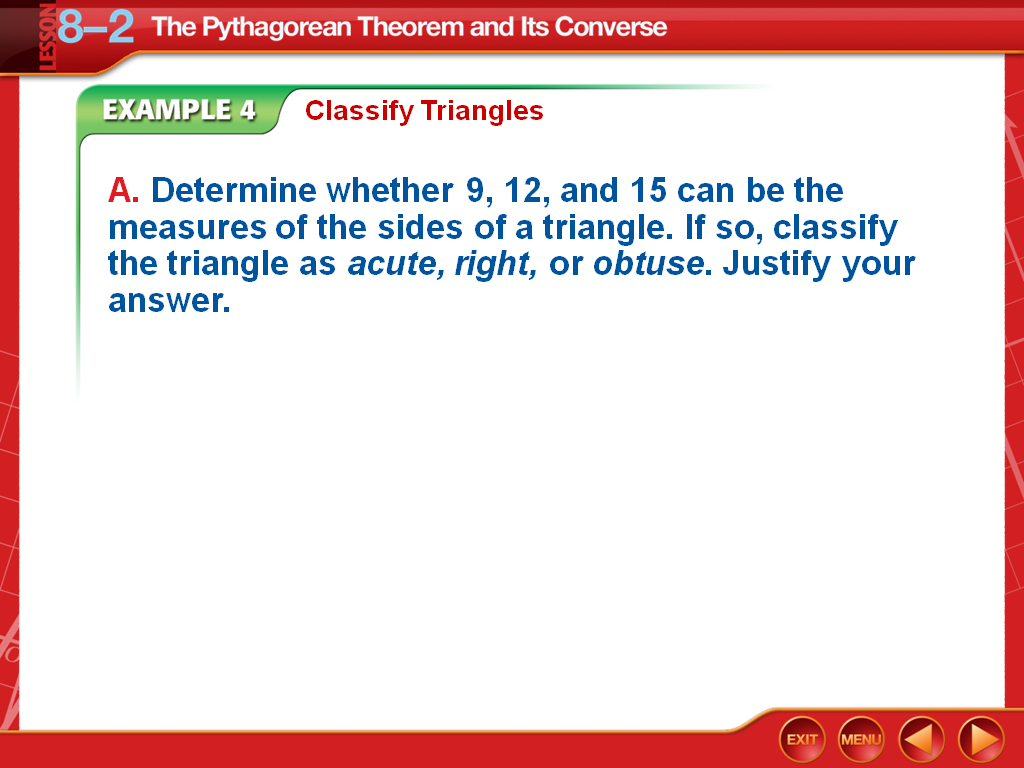 LESSON 8–2 The Pythagorean Theorem and Its Converse
EXAMPLE 4 Classify Triangles
A. Determine whether 9, 12, and 15 can be the
measures of the sides of a triangle. If so, classify
the triangle as acute, right, or obtuse. Justify your
answer.
EXIT MENU